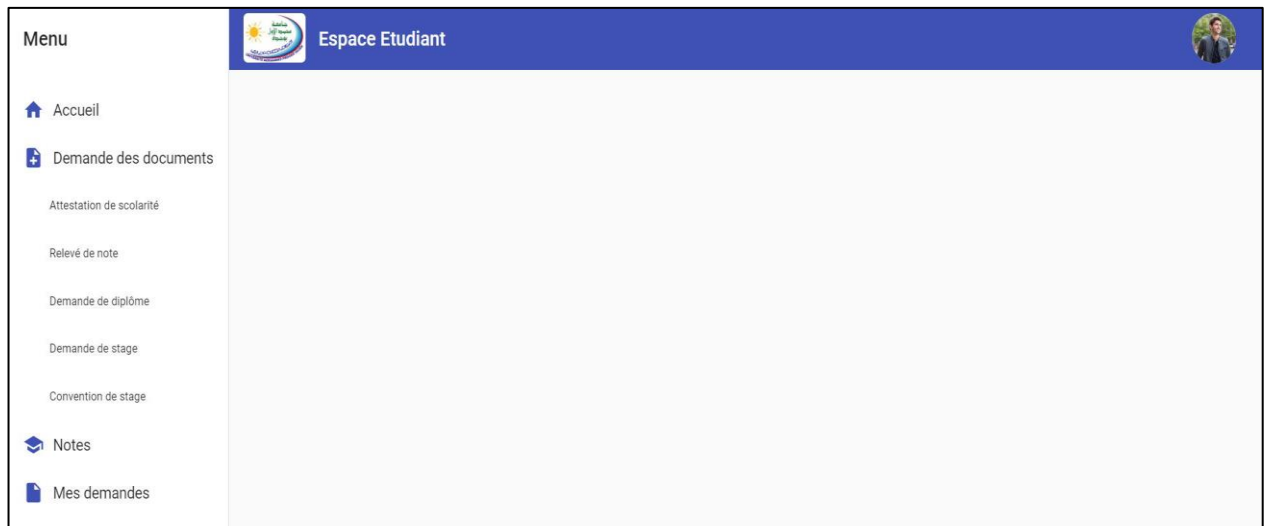 Menu
Espace Etudiant
Accueil
Demande des documents
Attestation de scolarité
Relevé de note
Demande de diplôme
Demande de stage
Convention de stage
Notes
Mes demandes